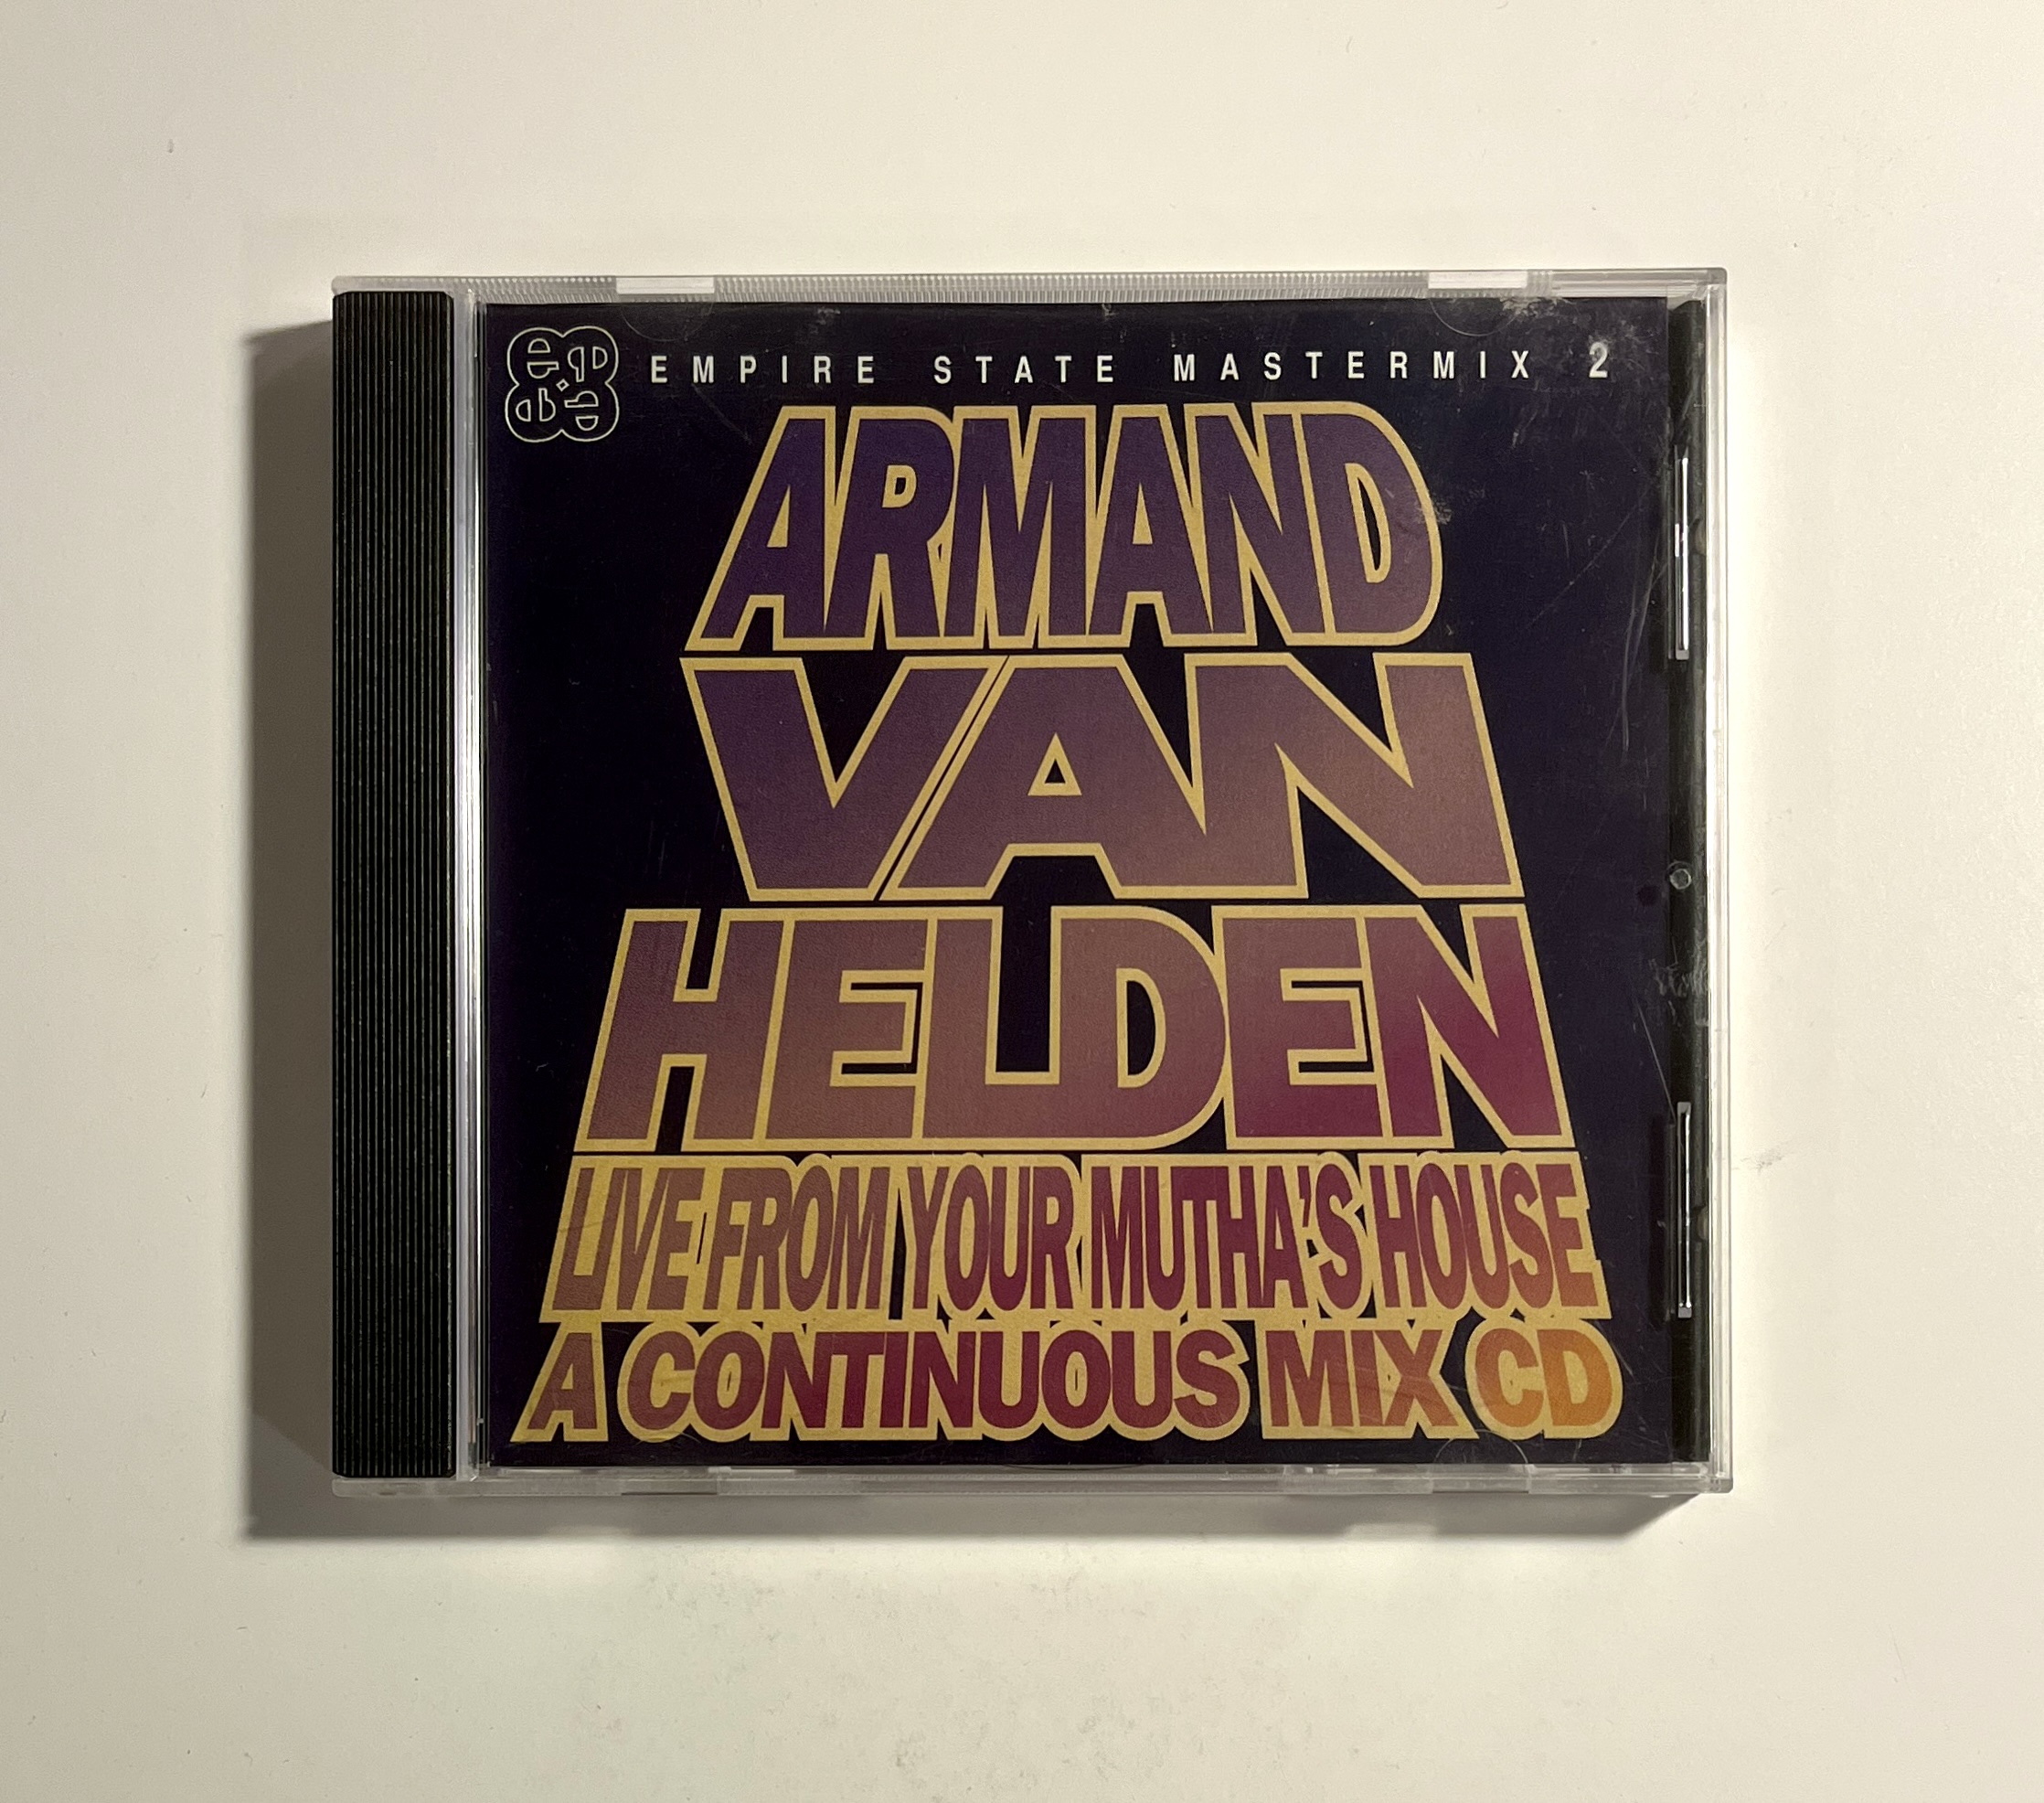 EMPIRE STATE MASTERMIX 2
ARMAND
VAN
HELDEN
LIVE FROM YOUR MUTHA'S HOUSE
A CONTINUOUS MIX CD